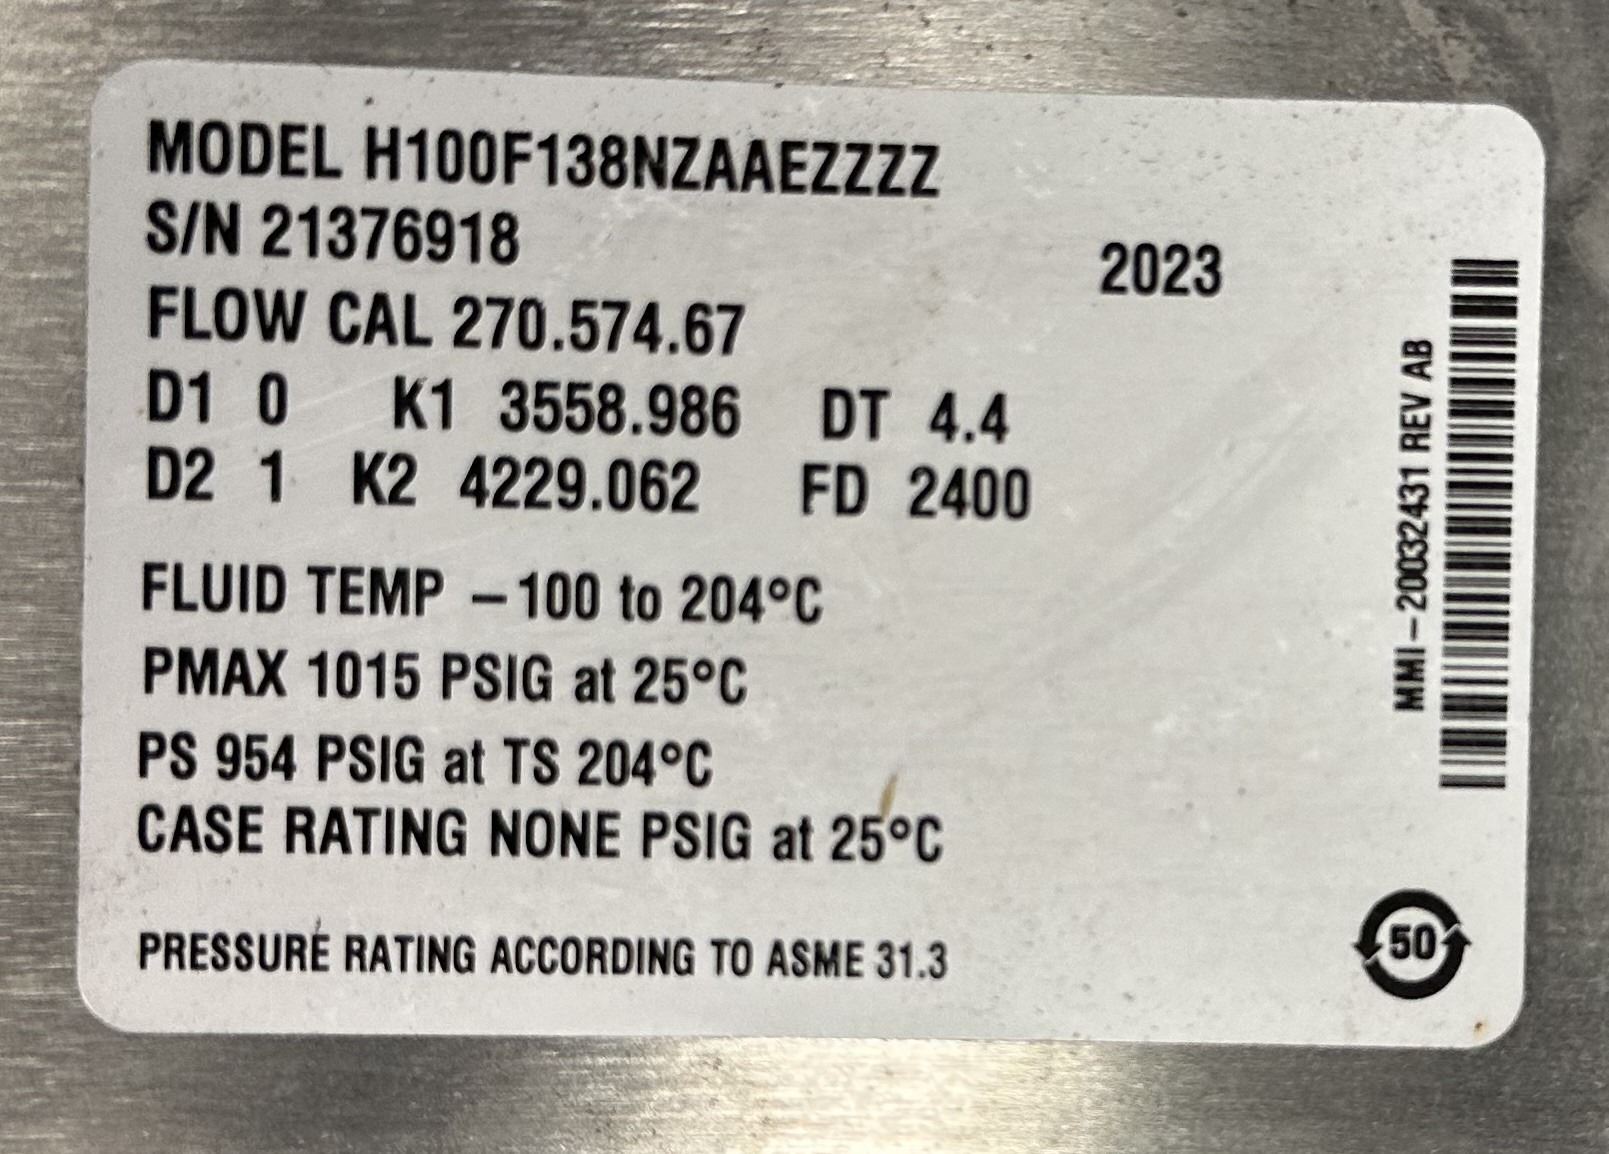 MODEL H100F138NZAAEZZZZ
S/N 21376918
2023
FLOW CAL 270.574.67
D1 0 K1 3558.986 DT 4.4
D2 1 K2 4229.062 FD 2400
FLUID TEMP –100 to 204°C
PMAX 1015 PSIG at 25°C
PS 954 PSIG at TS 204°C
CASE RATING NONE PSIG at 25°C
PRESSURE RATING ACCORDING TO ASME 31.3
MMI–20032431 REV AB
50